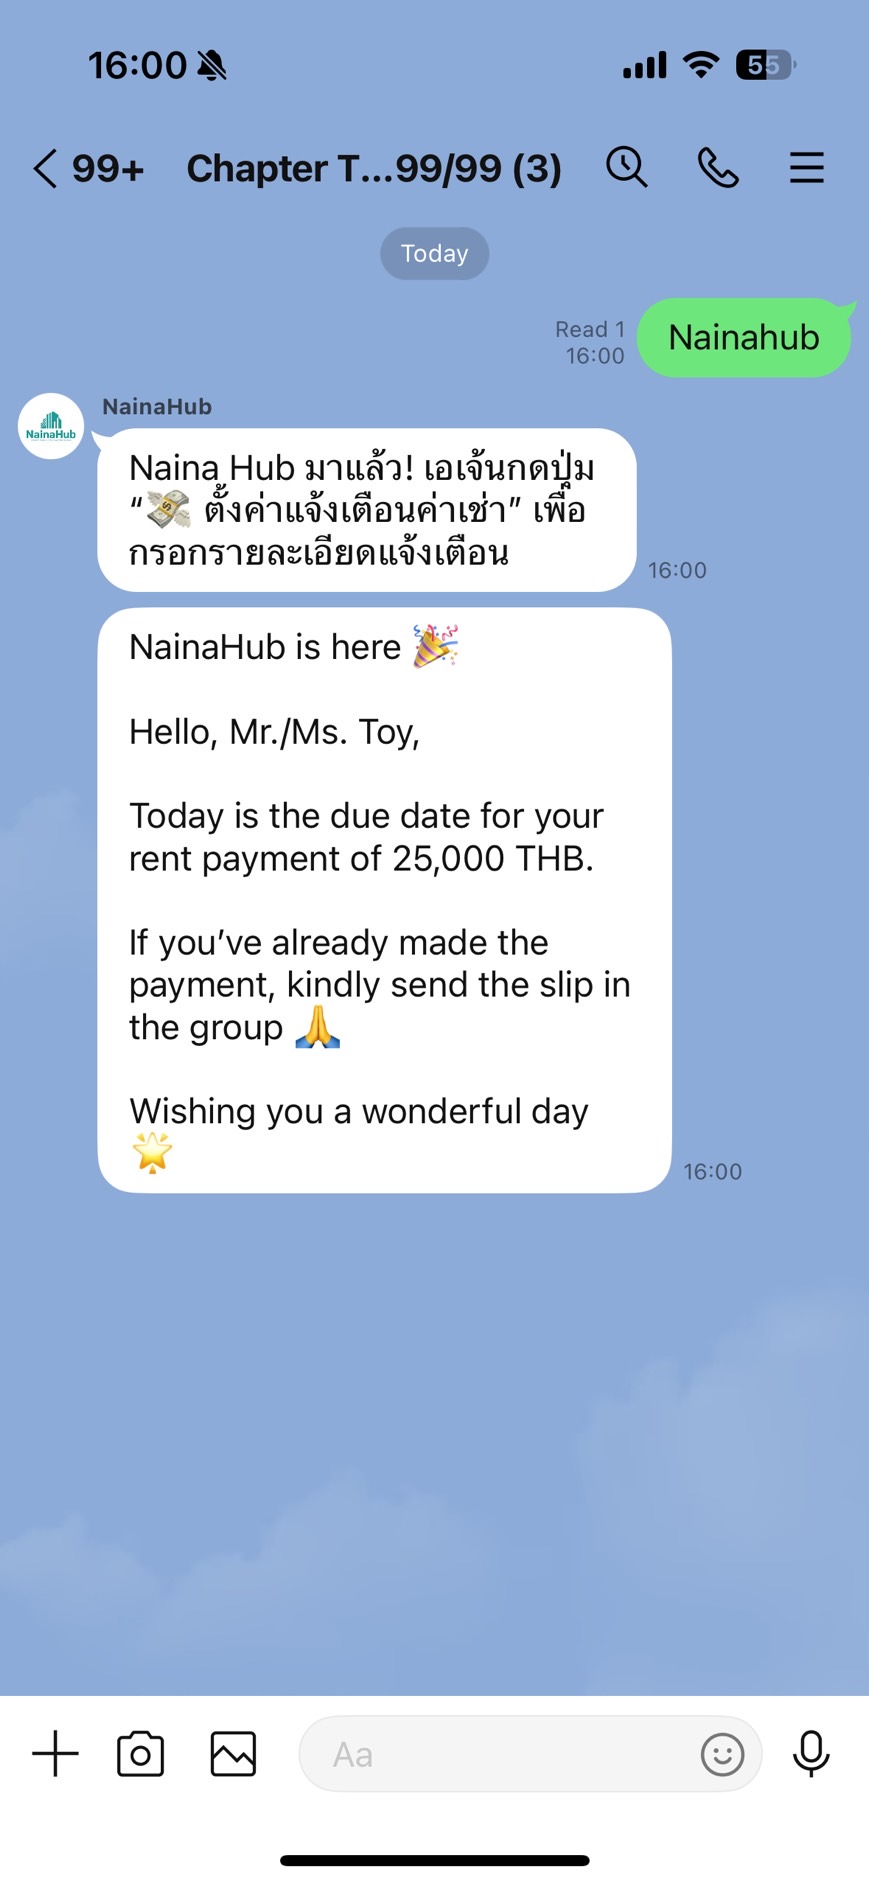 16:00
55
99+ Chapter T...99/99 (3)
Today
Read 1
16:00
Nainahub
NainaHub
NainaHub
Naina Hub มาแล้ว! เอเจ้นกดปุ่ม
“💸 ตั้งค่าแจ้งเตือนค่าเช่า” เพื่อ
กรอกรายละเอียดแจ้งเตือน
16:00
NainaHub is here 🎉
Hello, Mr./Ms. Toy,
Today is the due date for your
rent payment of 25,000 THB.
If you’ve already made the
payment, kindly send the slip in
the group 🙏
Wishing you a wonderful day
🌟
16:00
Aa